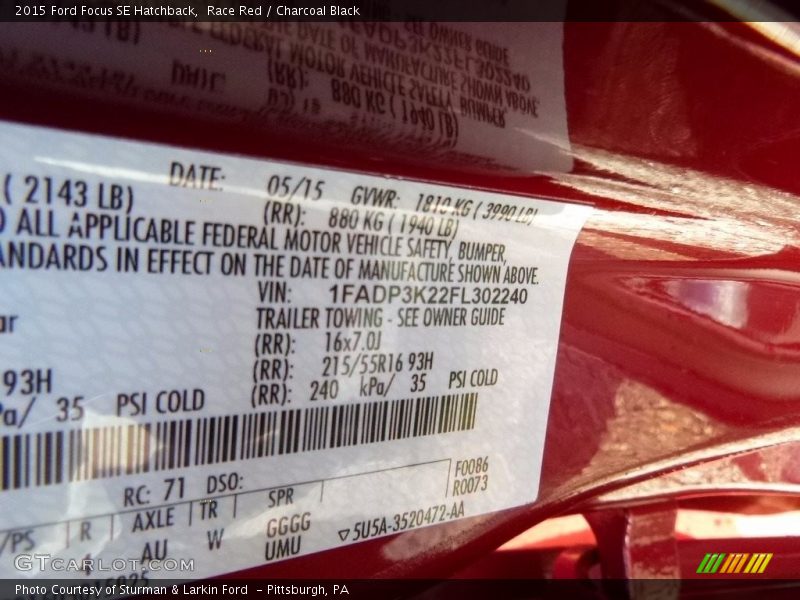 2015 Ford Focus SE Hatchback, Race Red / Charcoal Black
( 2143 LB) DATE: 05/15 GVWR: 1810 KG ( 3990 LB)
(RR): 880 KG ( 1940 LB)
ALL APPLICABLE FEDERAL MOTOR VEHICLE SAFETY, BUMPER,
ANDARDS IN EFFECT ON THE DATE OF MANUFACTURE SHOWN ABOVE.
VIN: 1FADP3K22FL302240
TRAILER TOWING - SEE OWNER GUIDE
(RR): 16x7.0J
93H (RR): 215/55R16 93H
Pa/ 35 PSI COLD (RR): 240 kPa/ 35 PSI COLD
RC: 71 DSO: F0086
R0073
/PS R AXLE TR SPR
AU W GGGG
UMU
▽5U5A-3520472-AA
GTcarlot.com
Photo Courtesy of Sturman & Larkin Ford - Pittsburgh, PA